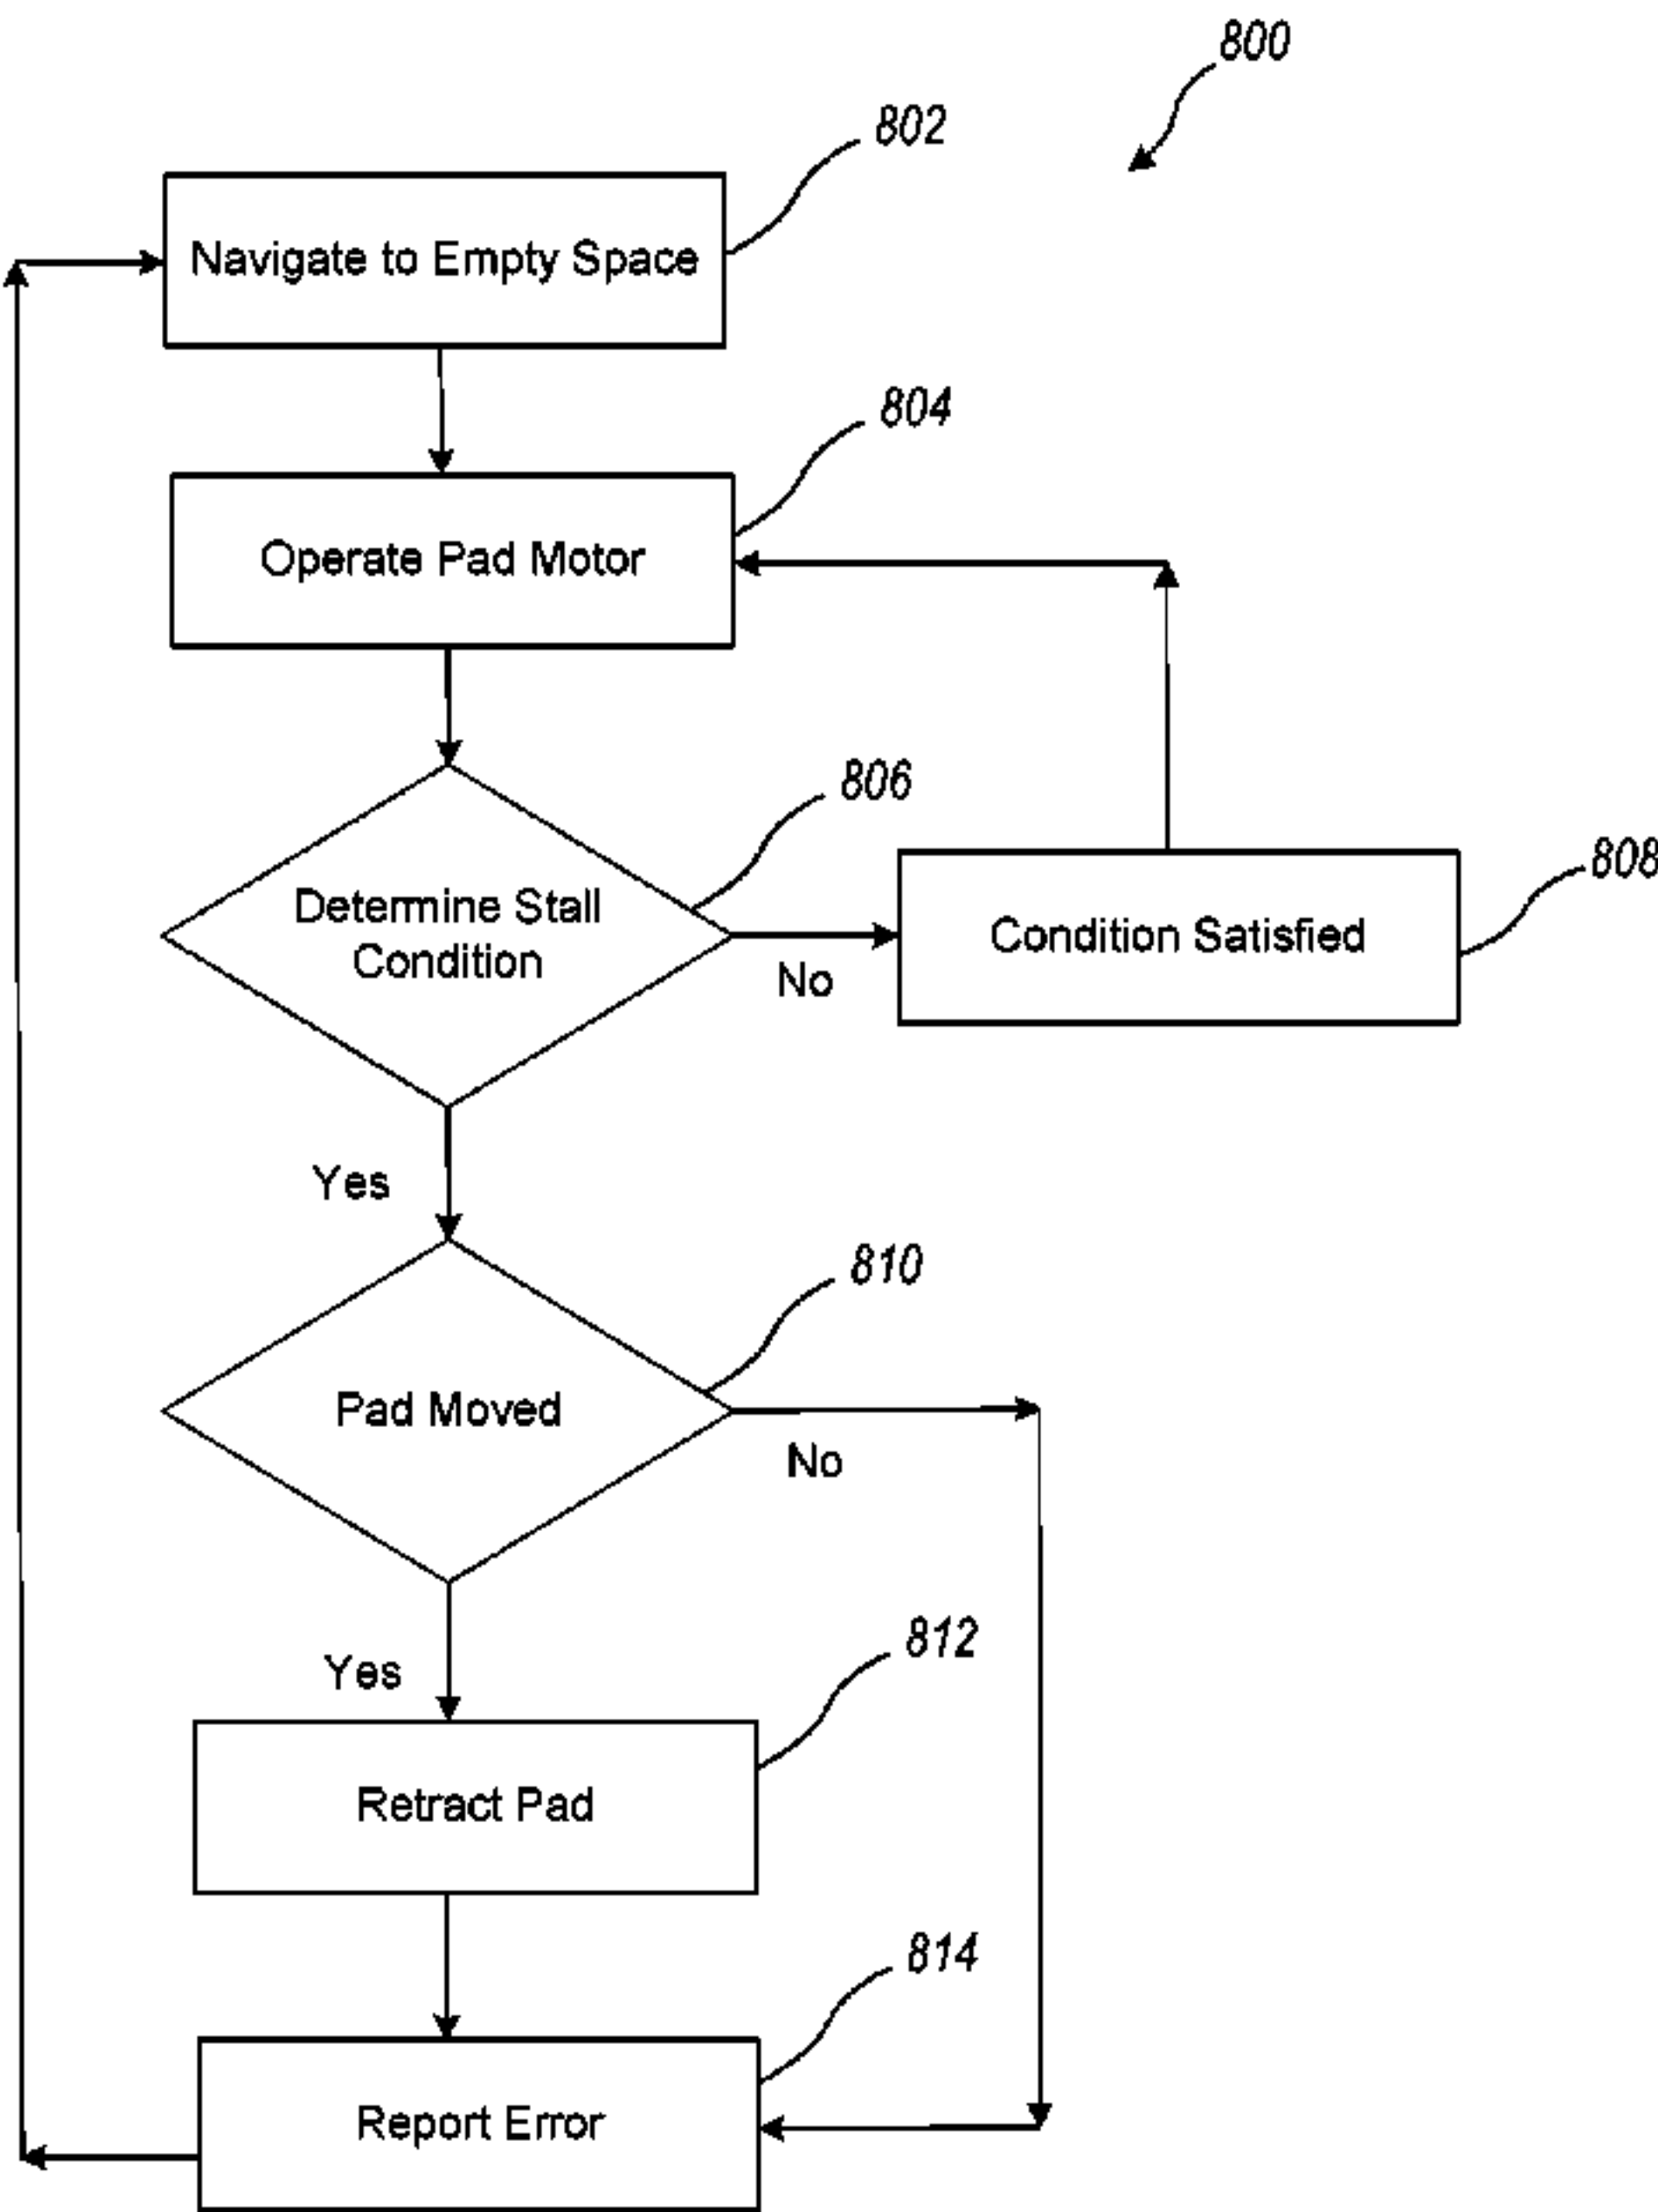 800
802
Navigate to Empty Space
804
Operate Pad Motor
806
Determine Stall
Condition
No
808
Condition Satisfied
Yes
810
Pad Moved
No
Yes
812
Retract Pad
814
Report Error